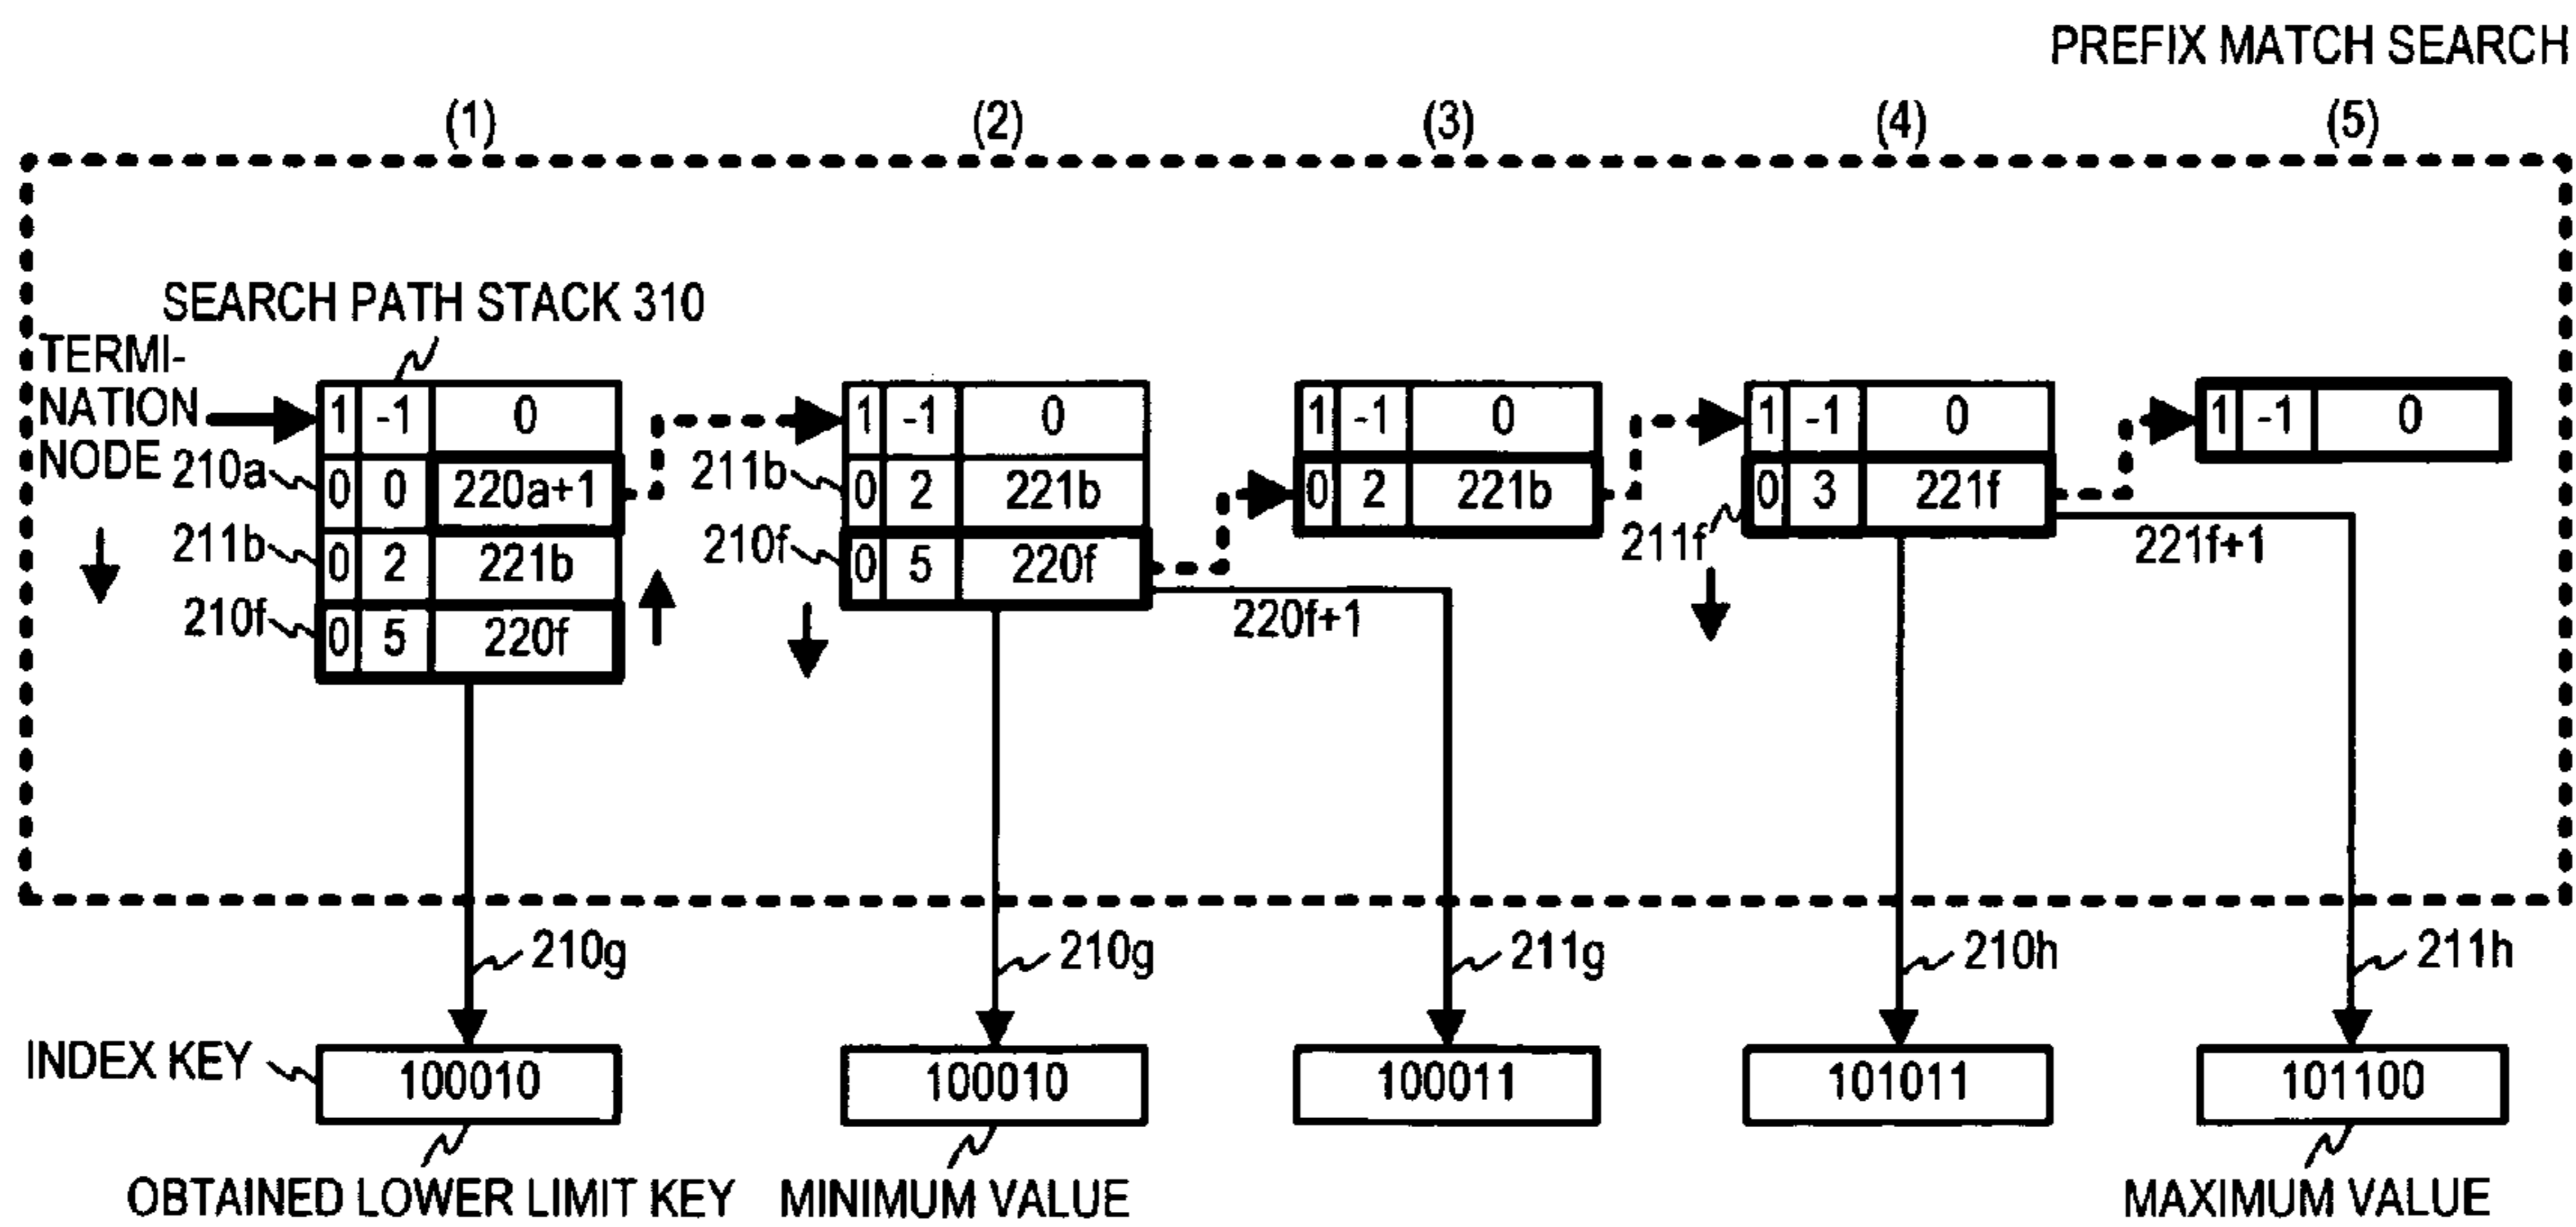 PREFIX MATCH SEARCH
(1) (2) (3) (4) (5)
SEARCH PATH STACK 310
TERMI-
NATION
NODE
1 -1 0
1 -1 0
1 -1 0
1 -1 0
1 -1 0
210a 0 0 220a+1
211b 0 2 221b
0 2 221b
211f 0 3 221f
221f+1
211b 0 2 221b
210f 0 5 220f
220f+1
210f 0 5 220f
210g 210g 211g 210h 211h
INDEX KEY 100010 100010 100011 101011 101100
OBTAINED LOWER LIMIT KEY MINIMUM VALUE MAXIMUM VALUE